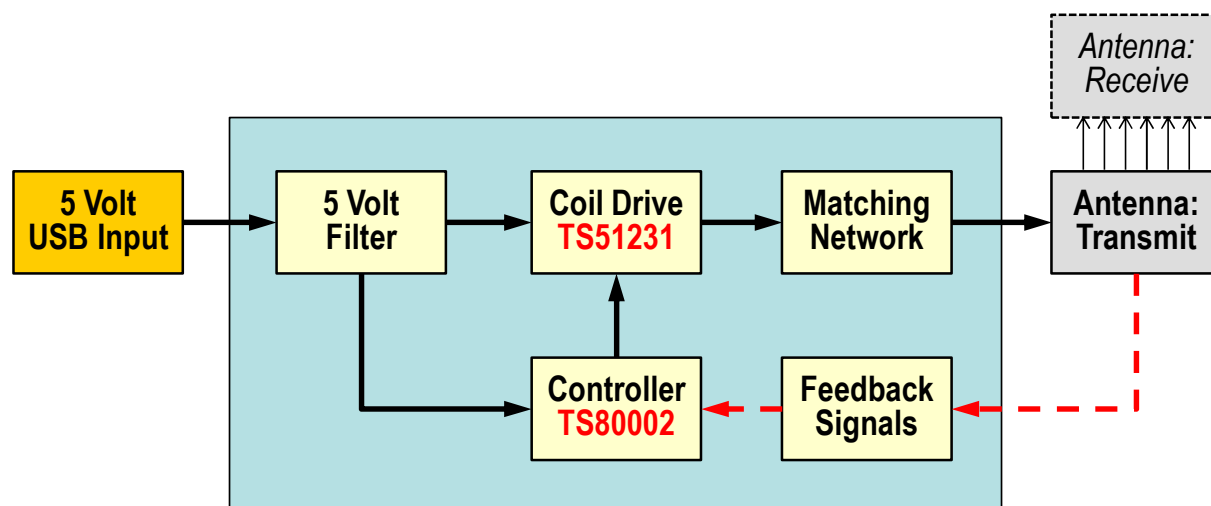 Antenna:
Receive
5 Volt
USB Input
5 Volt
Filter
Coil Drive
TS51231
Matching
Network
Antenna:
Transmit
Controller
TS80002
Feedback
Signals